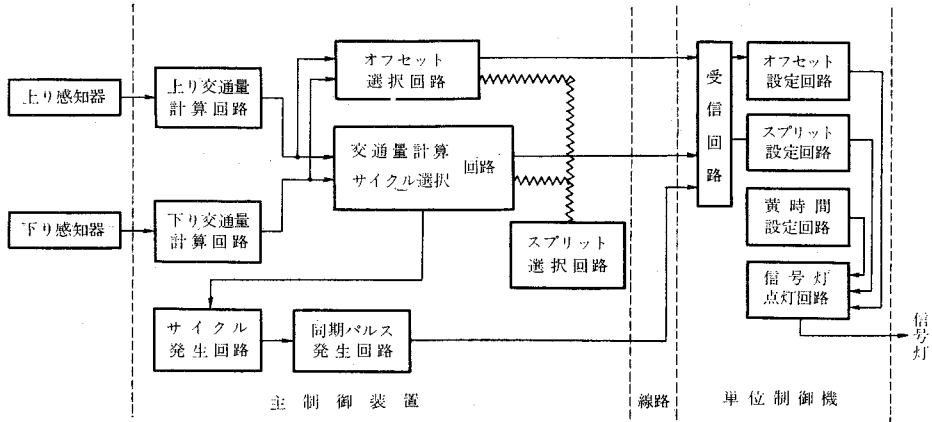 上り感知器
下り感知器
上り交通量
計算回路
下り交通量
計算回路
オフセット
選択回路
交通量計算
サイクル選択
回路
スプリット
選択回路
サイクル
発生回路
同期パルス
発生回路
主制御装置
線路
受信回路
オフセット
設定回路
スプリット
設定回路
黄時間
設定回路
信号灯
点灯回路
単位制御機
信号灯